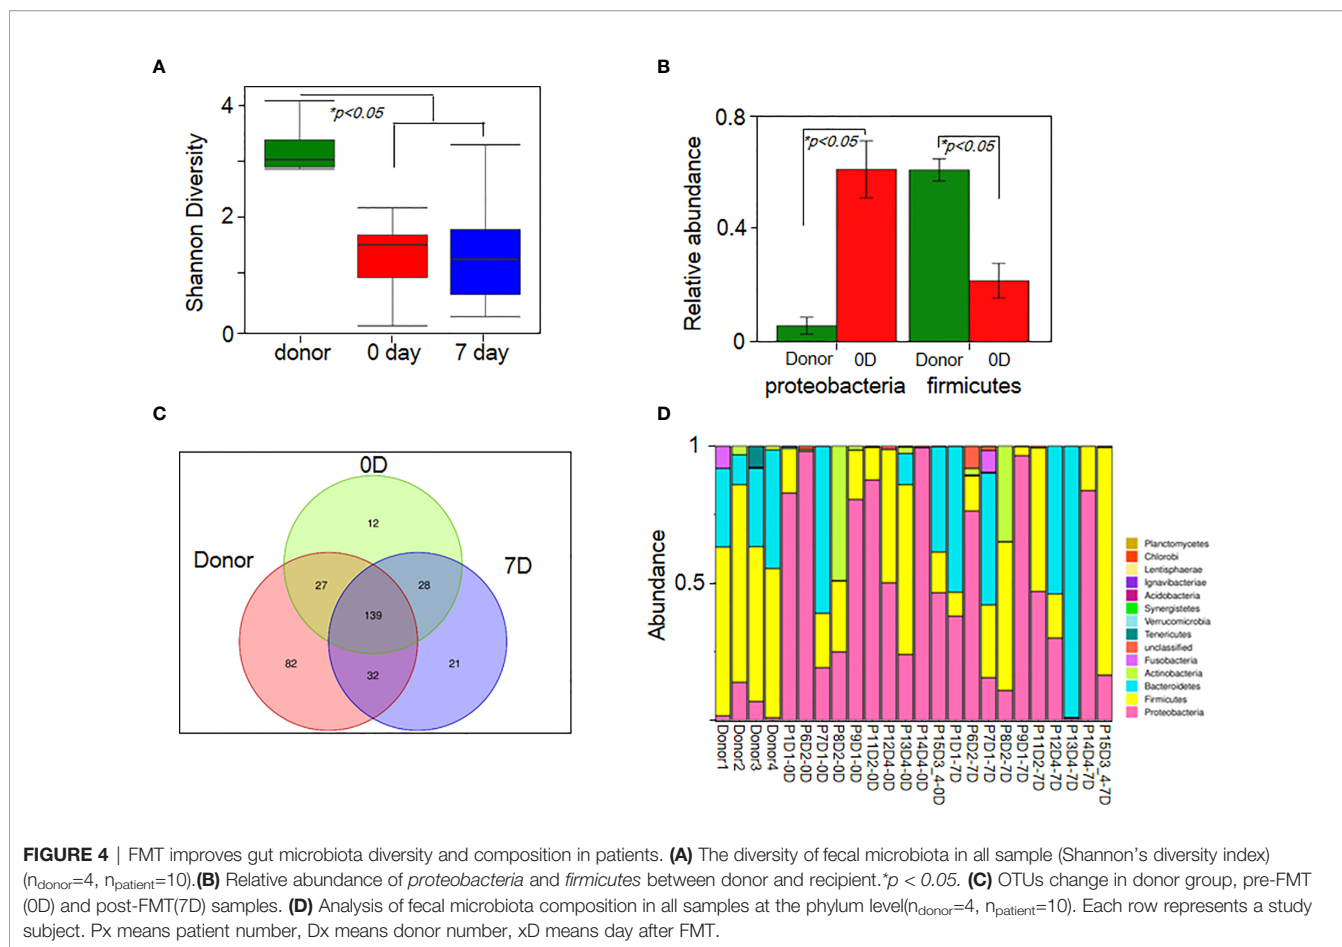 A
4
2
0
Shannon Diversity
*p<0.05
donor
0 day
7 day
B
0.8
0.4
0
Relative abundance
*p<0.05
*p<0.05
Donor
0D
Donor
0D
proteobacteria
firmicutes
C
0D
Donor
7D
12
27
28
139
82
32
21
D
1
0.5
Abundance
Donor1
Donor2
Donor3
Donor4
P1D1-0D
P6D2-0D
P7D1-0D
P8D2-0D
P9D1-0D
P11D2-0D
P12D4-0D
P13D4-0D
P14D4-0D
P15D3_4-0D
P1D1-7D
P6D2-7D
P7D1-7D
P8D2-7D
P9D1-7D
P11D2-7D
P12D4-7D
P13D4-7D
P14D4-7D
P15D3_4-7D
Planctomycetes
Chlorobi
Lentisphaerae
Ignavibacteriae
Acidobacteria
Synergistetes
Verrucomicrobia
Tenericutes
unclassified
Fusobacteria
Actinobacteria
Bacteroidetes
Firmicutes
Proteobacteria
FIGURE 4 | FMT improves gut microbiota diversity and composition in patients. (A) The diversity of fecal microbiota in all sample (Shannon's diversity index)
(ndonor=4, npatient=10).(B) Relative abundance of proteobacteria and firmicutes between donor and recipient.*p < 0.05. (C) OTUs change in donor group, pre-FMT
(0D) and post-FMT(7D) samples. (D) Analysis of fecal microbiota composition in all samples at the phylum level(ndonor=4, npatient=10). Each row represents a study
subject. Px means patient number, Dx means donor number, xD means day after FMT.